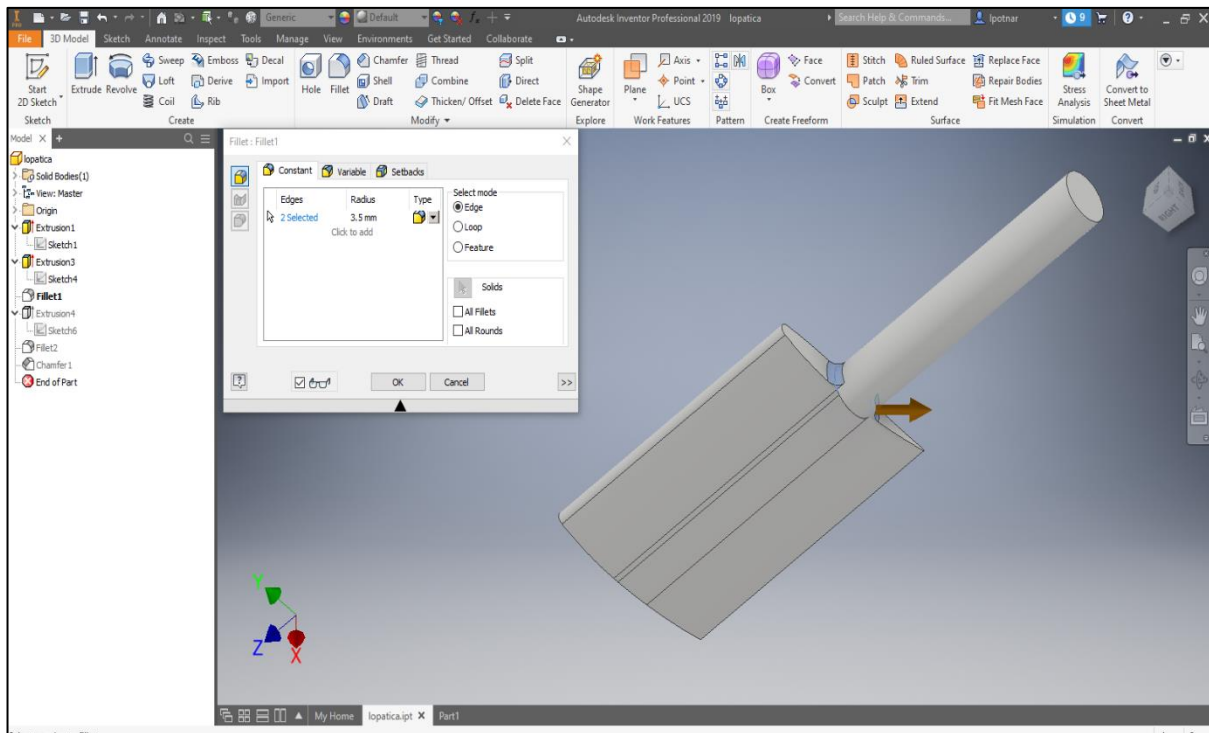 PRO
Generic
Default
Autodesk Inventor Professional 2019 lopatica
Search Help & Commands...
lpotnar
9
File 3D Model Sketch Annotate Inspect Tools Manage View Environments Get Started Collaborate
Start 2D Sketch
Sketch
Extrude Revolve
Sweep Emboss Decal
Loft Derive Import
Coil Rib
Create
Hole Fillet
Chamfer Thread Split
Shell Combine Direct
Draft Thicken/ Offset Delete Face
Modify
Shape Generator
Explore
Plane
Axis
Point
UCS
Work Features
Pattern
Box
Face
Convert
Create Freeform
Stitch Ruled Surface Replace Face
Patch Trim Repair Bodies
Sculpt Extend Fit Mesh Face
Surface
Stress Analysis
Simulation
Convert to Sheet Metal
Convert
Model
lopatica
Solid Bodies(1)
View: Master
Origin
Extrusion1
Sketch1
Extrusion3
Sketch4
Fillet1
Extrusion4
Sketch6
Fillet2
Chamfer1
End of Part
Fillet : Fillet1
Constant Variable Setbacks
Edges Radius Type
2 Selected 3.5 mm
Click to add
Select mode
Edge
Loop
Feature
Solids
All Fillets
All Rounds
OK Cancel >>
RIGHT
Y
Z
X
My Home lopatica.ipt Part1